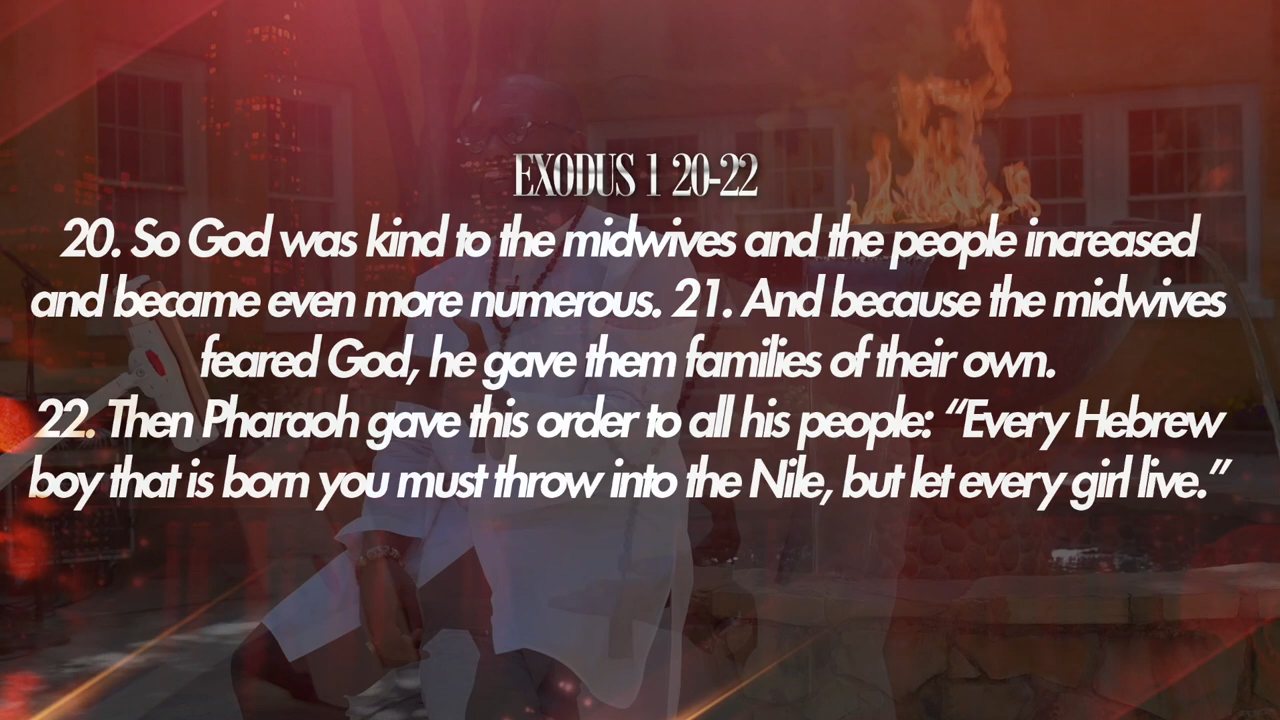 EXODUS 1 20-22
20. So God was kind to the midwives and the people increased
and became even more numerous. 21. And because the midwives
feared God, he gave them families of their own.
22. Then Pharaoh gave this order to all his people: “Every Hebrew
boy that is born you must throw into the Nile, but let every girl live.”